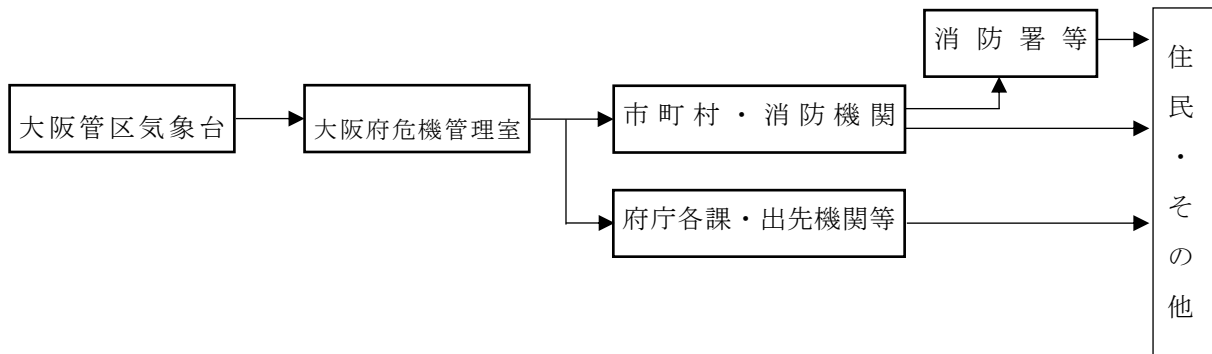 大阪管区気象台
大阪府危機管理室
市町村・消防機関
消防署等
府庁各課・出先機関等
住民・その他